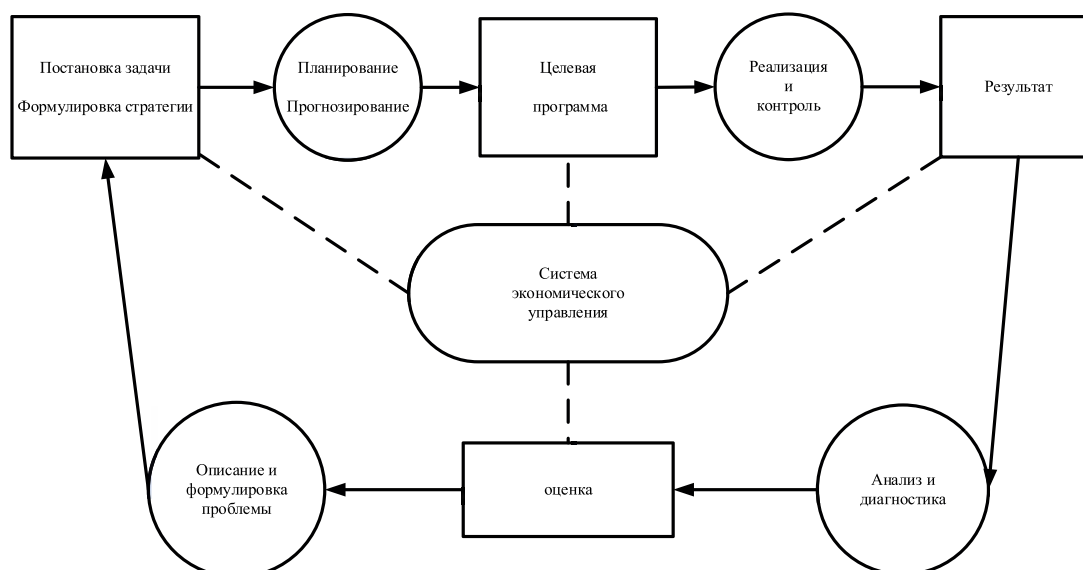 Постановка задачи
Формулировка стратегии
Планирование
Прогнозирование
Целевая
программа
Реализация
и
контроль
Результат
Система
экономического
управления
Описание и
формулировка
проблемы
оценка
Анализ и
диагностика